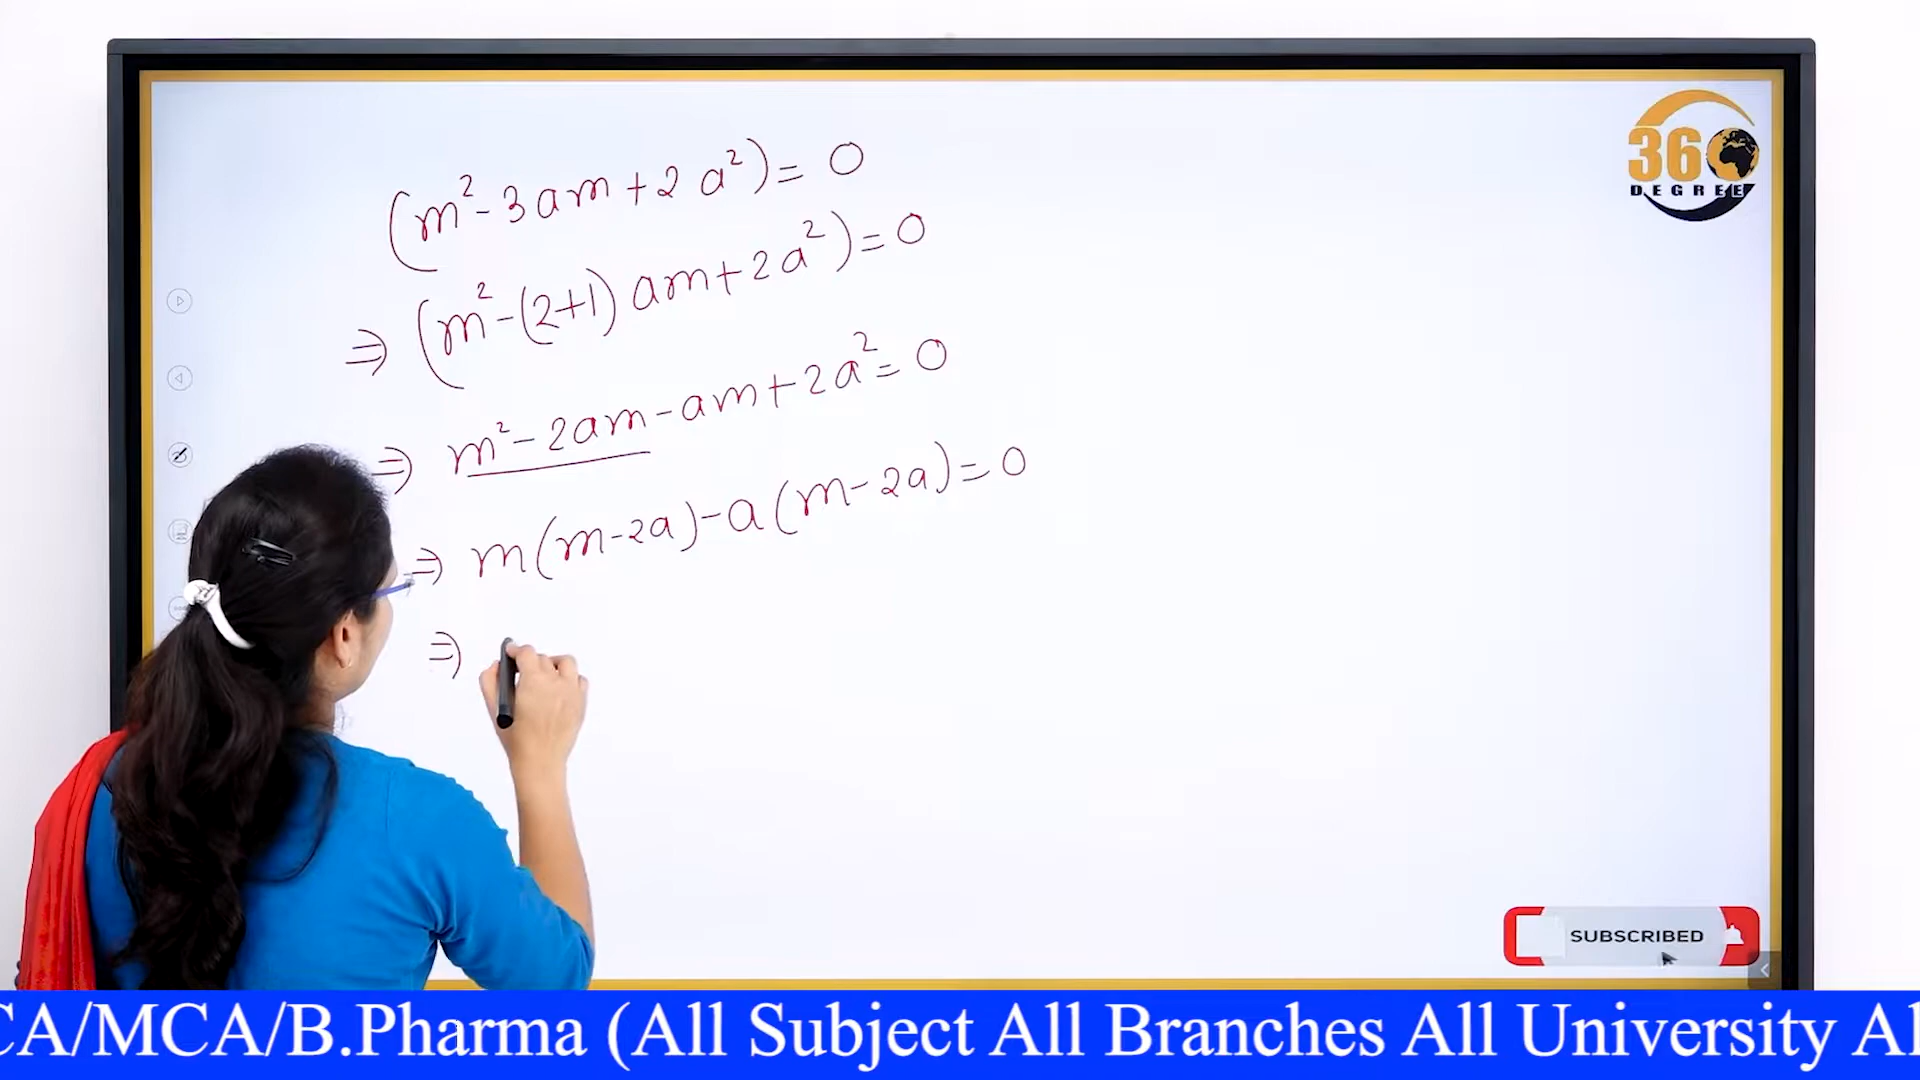 (m² - 3am + 2a²) = 0
⇒ (m² - (2+1) am + 2a²) = 0
⇒ m² - 2am - am + 2a² = 0
⇒ m(m - 2a) - a(m - 2a) = 0
⇒
360
DEGREE
SUBSCRIBED
CA/MCA/B.Pharma (All Subject All Branches All University Al